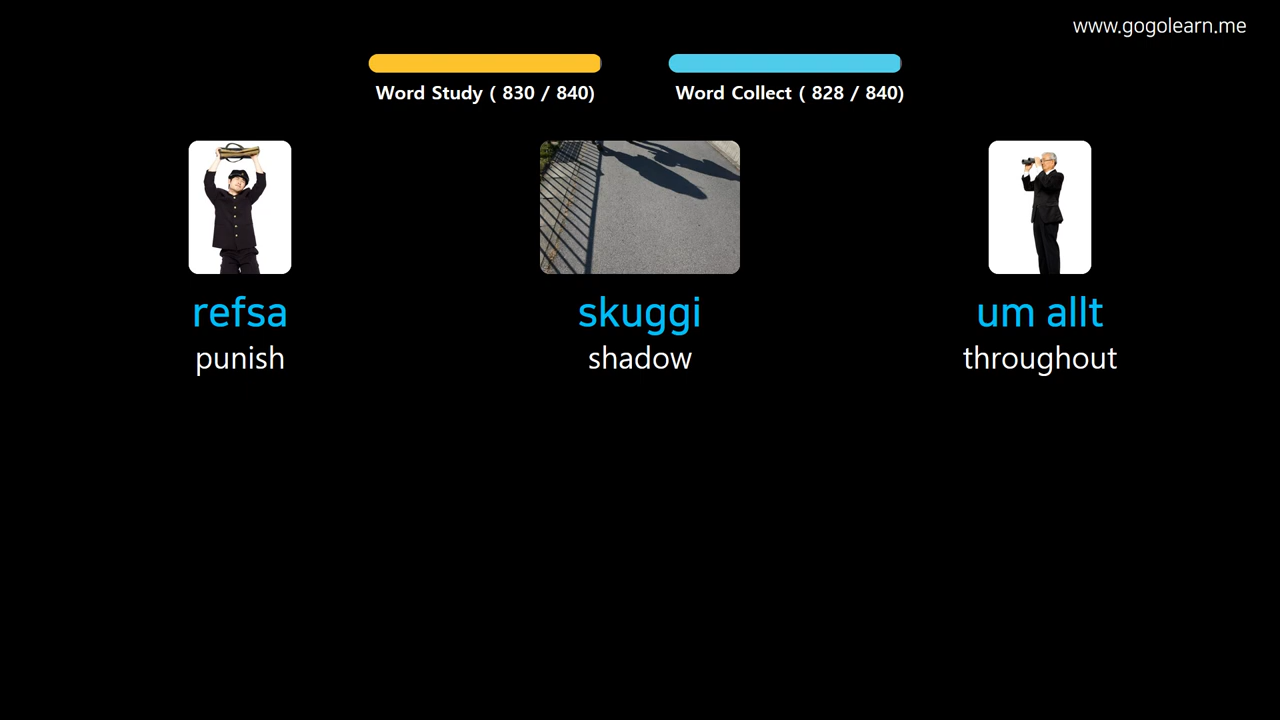 www.gogolearn.me
Word Study ( 830 / 840)
Word Collect ( 828 / 840)
refsa
skuggi
um allt
punish
shadow
throughout